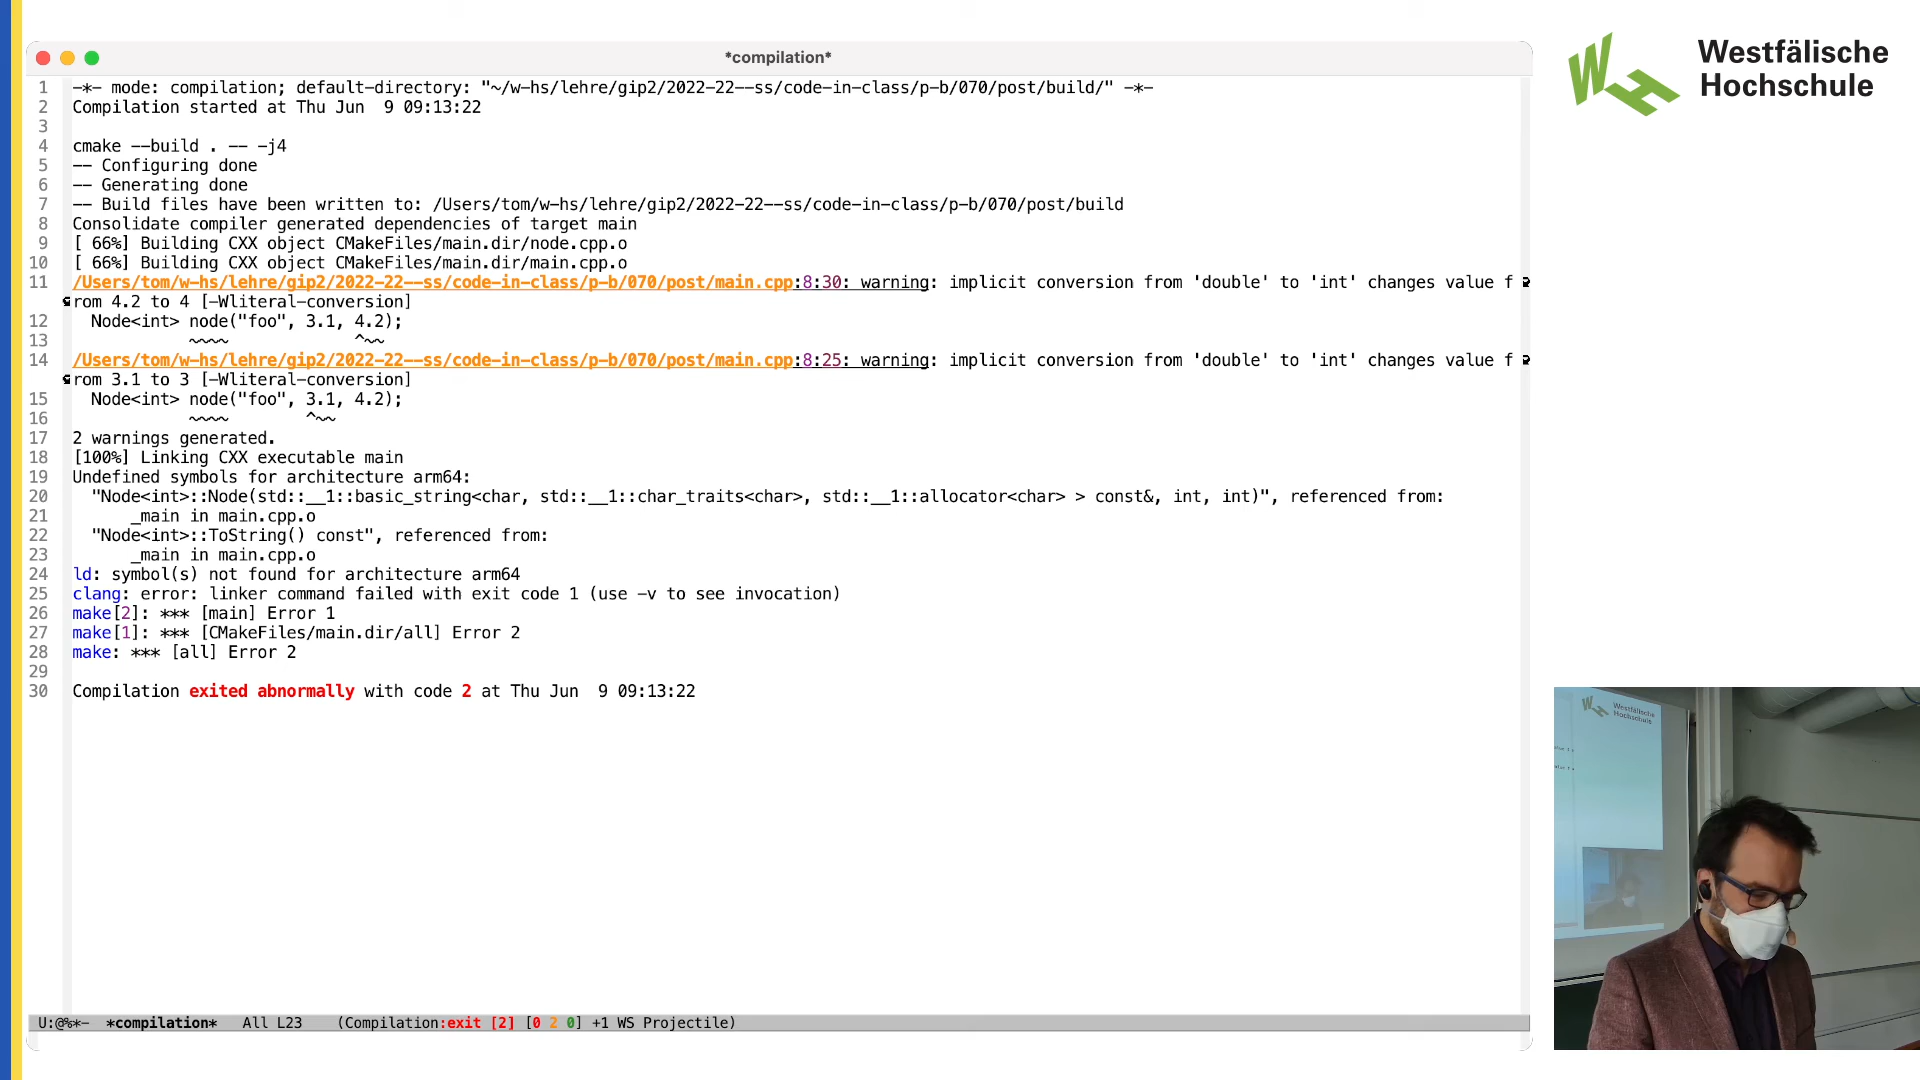 *compilation*
Westfälische
Hochschule
1 -*- mode: compilation; default-directory: "~/w-hs/lehre/gip2/2022-22--ss/code-in-class/p-b/070/post/build/" -*-
2 Compilation started at Thu Jun  9 09:13:22
3
4 cmake --build . -- -j4
5 -- Configuring done
6 -- Generating done
7 -- Build files have been written to: /Users/tom/w-hs/lehre/gip2/2022-22--ss/code-in-class/p-b/070/post/build
8 Consolidate compiler generated dependencies of target main
9 [ 66%] Building CXX object CMakeFiles/main.dir/node.cpp.o
10 [ 66%] Building CXX object CMakeFiles/main.dir/main.cpp.o
11 /Users/tom/w-hs/lehre/gip2/2022-22--ss/code-in-class/p-b/070/post/main.cpp:8:30: warning: implicit conversion from 'double' to 'int' changes value f
rom 4.2 to 4 [-Wliteral-conversion]
12   Node<int> node("foo", 3.1, 4.2);
13             ~~~~             ^~~
14 /Users/tom/w-hs/lehre/gip2/2022-22--ss/code-in-class/p-b/070/post/main.cpp:8:25: warning: implicit conversion from 'double' to 'int' changes value f
rom 3.1 to 3 [-Wliteral-conversion]
15   Node<int> node("foo", 3.1, 4.2);
16             ~~~~        ^~~
17 2 warnings generated.
18 [100%] Linking CXX executable main
19 Undefined symbols for architecture arm64:
20   "Node<int>::Node(std::__1::basic_string<char, std::__1::char_traits<char>, std::__1::allocator<char> > const&, int, int)", referenced from:
21       _main in main.cpp.o
22   "Node<int>::ToString() const", referenced from:
23       _main in main.cpp.o
24 ld: symbol(s) not found for architecture arm64
25 clang: error: linker command failed with exit code 1 (use -v to see invocation)
26 make[2]: *** [main] Error 1
27 make[1]: *** [CMakeFiles/main.dir/all] Error 2
28 make: *** [all] Error 2
29
30 Compilation exited abnormally with code 2 at Thu Jun  9 09:13:22
U:@%*-  *compilation*   All L23    (Compilation:exit [2] [0 2 0] +1 WS Projectile)
Westfälische
Hochschule